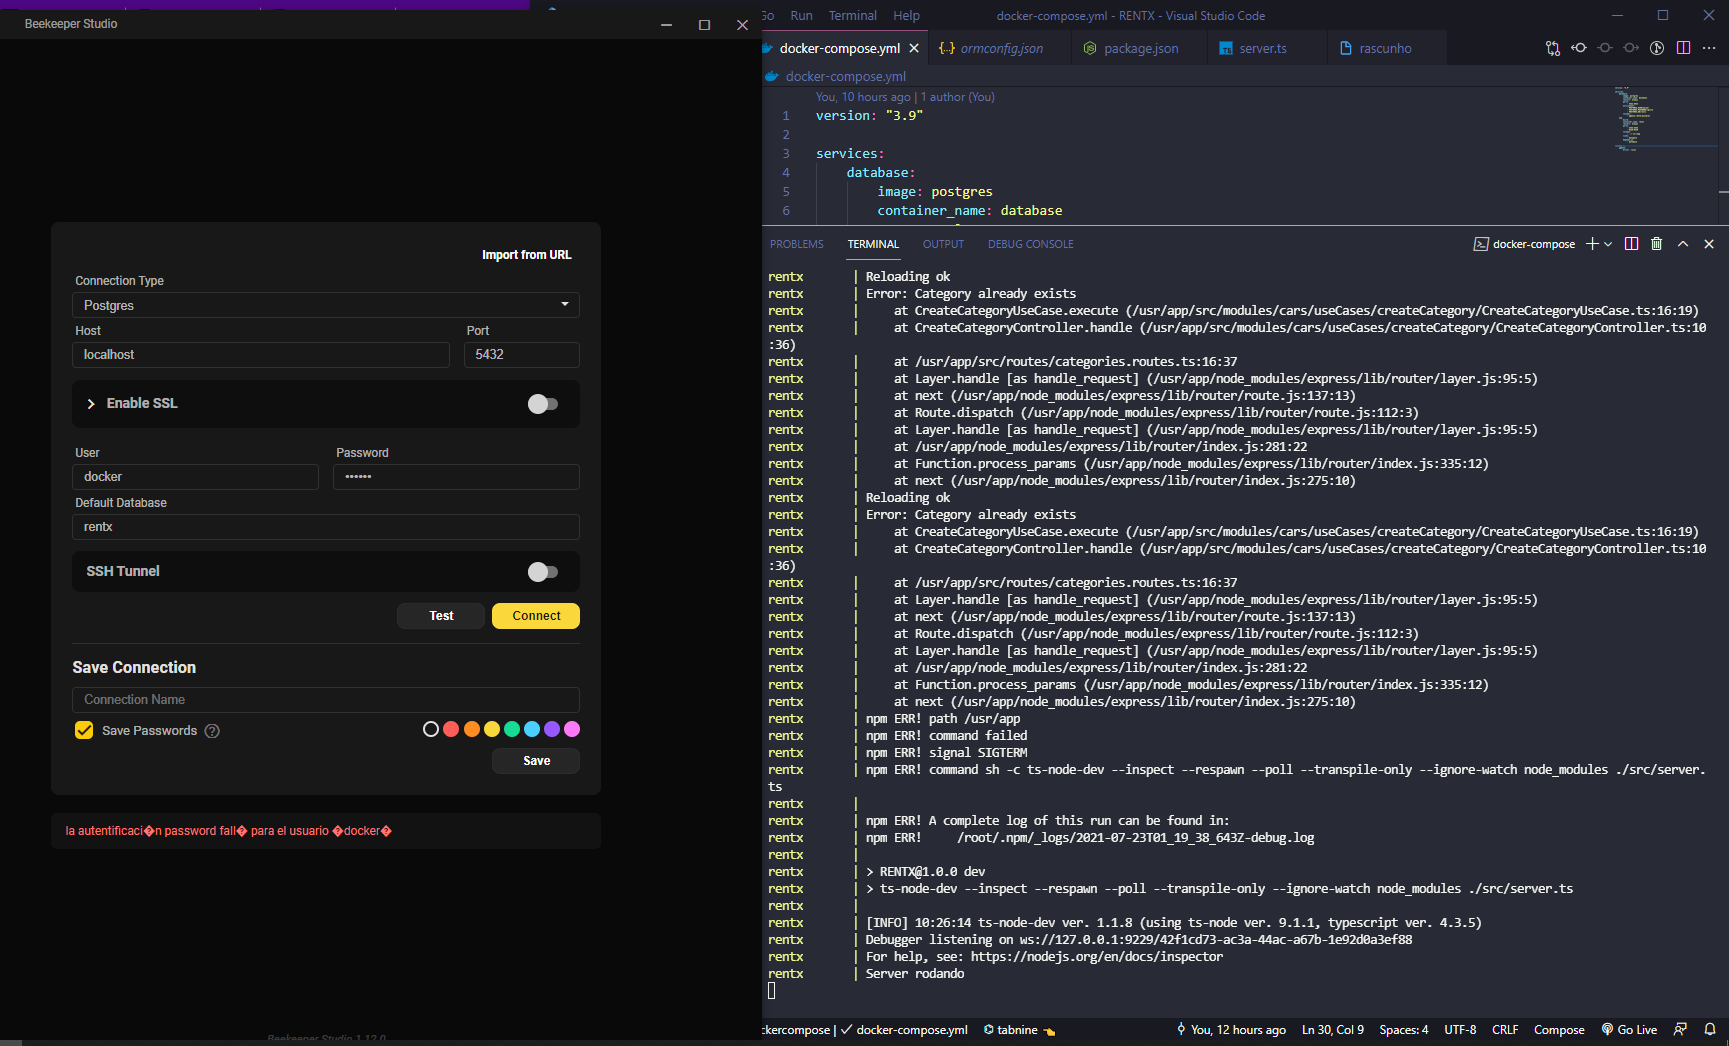 Beekeeper Studio
Import from URL
Connection Type
Postgres
Host
Port
localhost
5432
Enable SSL
User
Password
docker
••••••
Default Database
rentx
SSH Tunnel
Test
Connect
Save Connection
Connection Name
Save Passwords
Save
la autentificaci�n password fall� para el usuario �docker�
Beekeeper Studio 1.12.0
Go Run Terminal Help
docker-compose.yml - RENTX - Visual Studio Code
docker-compose.yml
ormconfig.json
package.json
server.ts
rascunho
docker-compose.yml
You, 10 hours ago | 1 author (You)
1 version: "3.9"
2
3 services:
4 database:
5 image: postgres
6 container_name: database
PROBLEMS TERMINAL OUTPUT DEBUG CONSOLE
docker-compose
rentx | Reloading ok
rentx | Error: Category already exists
rentx | at CreateCategoryUseCase.execute (/usr/app/src/modules/cars/useCases/createCategory/CreateCategoryUseCase.ts:16:19)
rentx | at CreateCategoryController.handle (/usr/app/src/modules/cars/useCases/createCategory/CreateCategoryController.ts:10
:36)
rentx | at /usr/app/src/routes/categories.routes.ts:16:37
rentx | at Layer.handle [as handle_request] (/usr/app/node_modules/express/lib/router/layer.js:95:5)
rentx | at next (/usr/app/node_modules/express/lib/router/route.js:137:13)
rentx | at Route.dispatch (/usr/app/node_modules/express/lib/router/route.js:112:3)
rentx | at Layer.handle [as handle_request] (/usr/app/node_modules/express/lib/router/layer.js:95:5)
rentx | at /usr/app/node_modules/express/lib/router/index.js:281:22
rentx | at Function.process_params (/usr/app/node_modules/express/lib/router/index.js:335:12)
rentx | at next (/usr/app/node_modules/express/lib/router/index.js:275:10)
rentx | Reloading ok
rentx | Error: Category already exists
rentx | at CreateCategoryUseCase.execute (/usr/app/src/modules/cars/useCases/createCategory/CreateCategoryUseCase.ts:16:19)
rentx | at CreateCategoryController.handle (/usr/app/src/modules/cars/useCases/createCategory/CreateCategoryController.ts:10
:36)
rentx | at /usr/app/src/routes/categories.routes.ts:16:37
rentx | at Layer.handle [as handle_request] (/usr/app/node_modules/express/lib/router/layer.js:95:5)
rentx | at next (/usr/app/node_modules/express/lib/router/route.js:137:13)
rentx | at Route.dispatch (/usr/app/node_modules/express/lib/router/route.js:112:3)
rentx | at Layer.handle [as handle_request] (/usr/app/node_modules/express/lib/router/layer.js:95:5)
rentx | at /usr/app/node_modules/express/lib/router/index.js:281:22
rentx | at Function.process_params (/usr/app/node_modules/express/lib/router/index.js:335:12)
rentx | at next (/usr/app/node_modules/express/lib/router/index.js:275:10)
rentx | npm ERR! path /usr/app
rentx | npm ERR! command failed
rentx | npm ERR! signal SIGTERM
rentx | npm ERR! command sh -c ts-node-dev --inspect --respawn --poll --transpile-only --ignore-watch node_modules ./src/server.
ts
rentx |
rentx | npm ERR! A complete log of this run can be found in:
rentx | npm ERR! /root/.npm/_logs/2021-07-23T01_19_38_643Z-debug.log
rentx |
rentx | > RENTX@1.0.0 dev
rentx | > ts-node-dev --inspect --respawn --poll --transpile-only --ignore-watch node_modules ./src/server.ts
rentx |
rentx | [INFO] 10:26:14 ts-node-dev ver. 1.1.8 (using ts-node ver. 9.1.1, typescript ver. 4.3.5)
rentx | Debugger listening on ws://127.0.0.1:9229/42f1cd73-ac3a-44ac-a67b-1e92d0a3ef88
rentx | For help, see: https://nodejs.org/en/docs/inspector
rentx | Server rodando
ckercompose | ✓ docker-compose.yml tabnine You, 12 hours ago Ln 30, Col 9 Spaces: 4 UTF-8 CRLF Compose Go Live